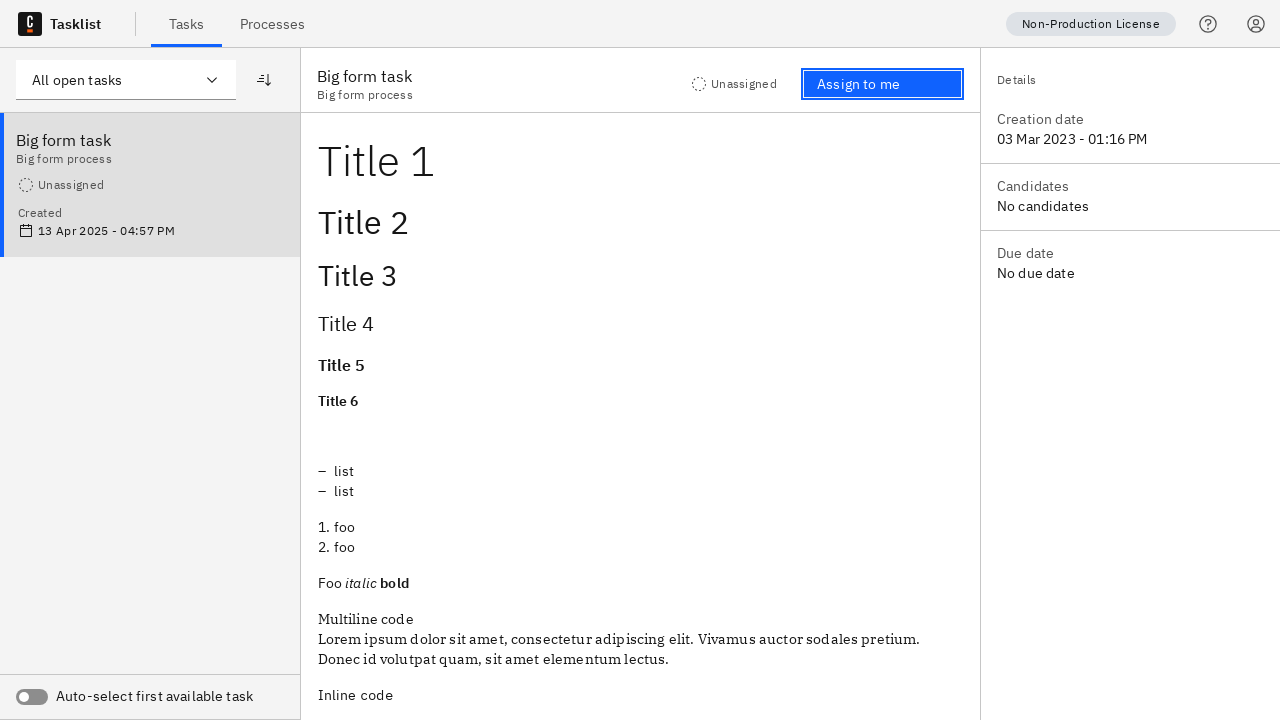 Tasklist
Tasks
Processes
Non-Production License
All open tasks
Big form task
Big form process
Unassigned
Created
13 Apr 2025 - 04:57 PM
Auto-select first available task
Big form task
Big form process
Unassigned
Assign to me
Title 1
Title 2
Title 3
Title 4
Title 5
Title 6
– list
– list
1. foo
2. foo
Foo italic bold
Multiline code
Lorem ipsum dolor sit amet, consectetur adipiscing elit. Vivamus auctor sodales pretium.
Donec id volutpat quam, sit amet elementum lectus.
Inline code
Details
Creation date
03 Mar 2023 - 01:16 PM
Candidates
No candidates
Due date
No due date